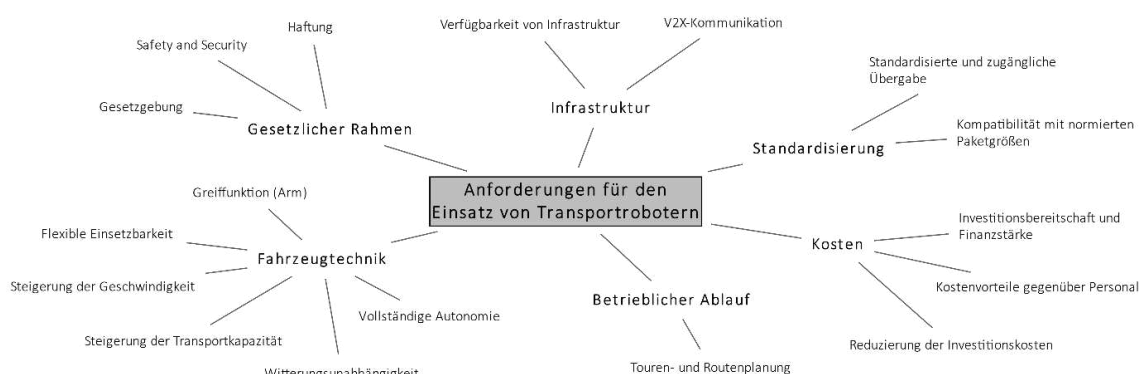 Verfügbarkeit von Infrastruktur
V2X-Kommunikation
Haftung
Safety and Security
Gesetzgebung
Gesetzlicher Rahmen
Infrastruktur
Standardisierte und zugängliche
Übergabe
Kompatibilität mit normierten
Paketgrößen
Standardisierung
Anforderungen für den
Einsatz von Transportrobotern
Greiffunktion (Arm)
Flexible Einsetzbarkeit
Fahrzeugtechnik
Steigerung der Geschwindigkeit
Steigerung der Transportkapazität
Witterungsunabhängigkeit
Vollständige Autonomie
Betrieblicher Ablauf
Touren- und Routenplanung
Kosten
Investitionsbereitschaft und
Finanzstärke
Kostenvorteile gegenüber Personal
Reduzierung der Investitionskosten